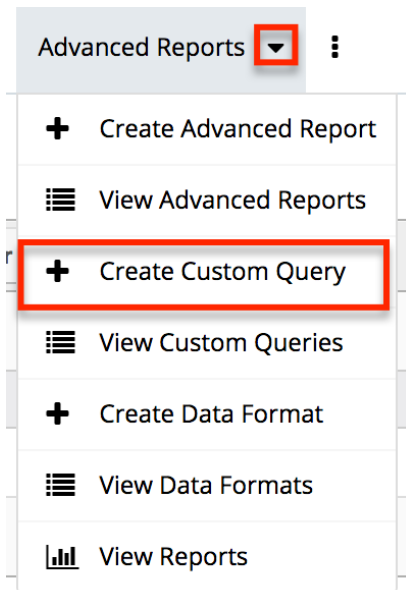 Advanced Reports
Create Advanced Report
View Advanced Reports
r
Create Custom Query
View Custom Queries
Create Data Format
View Data Formats
View Reports